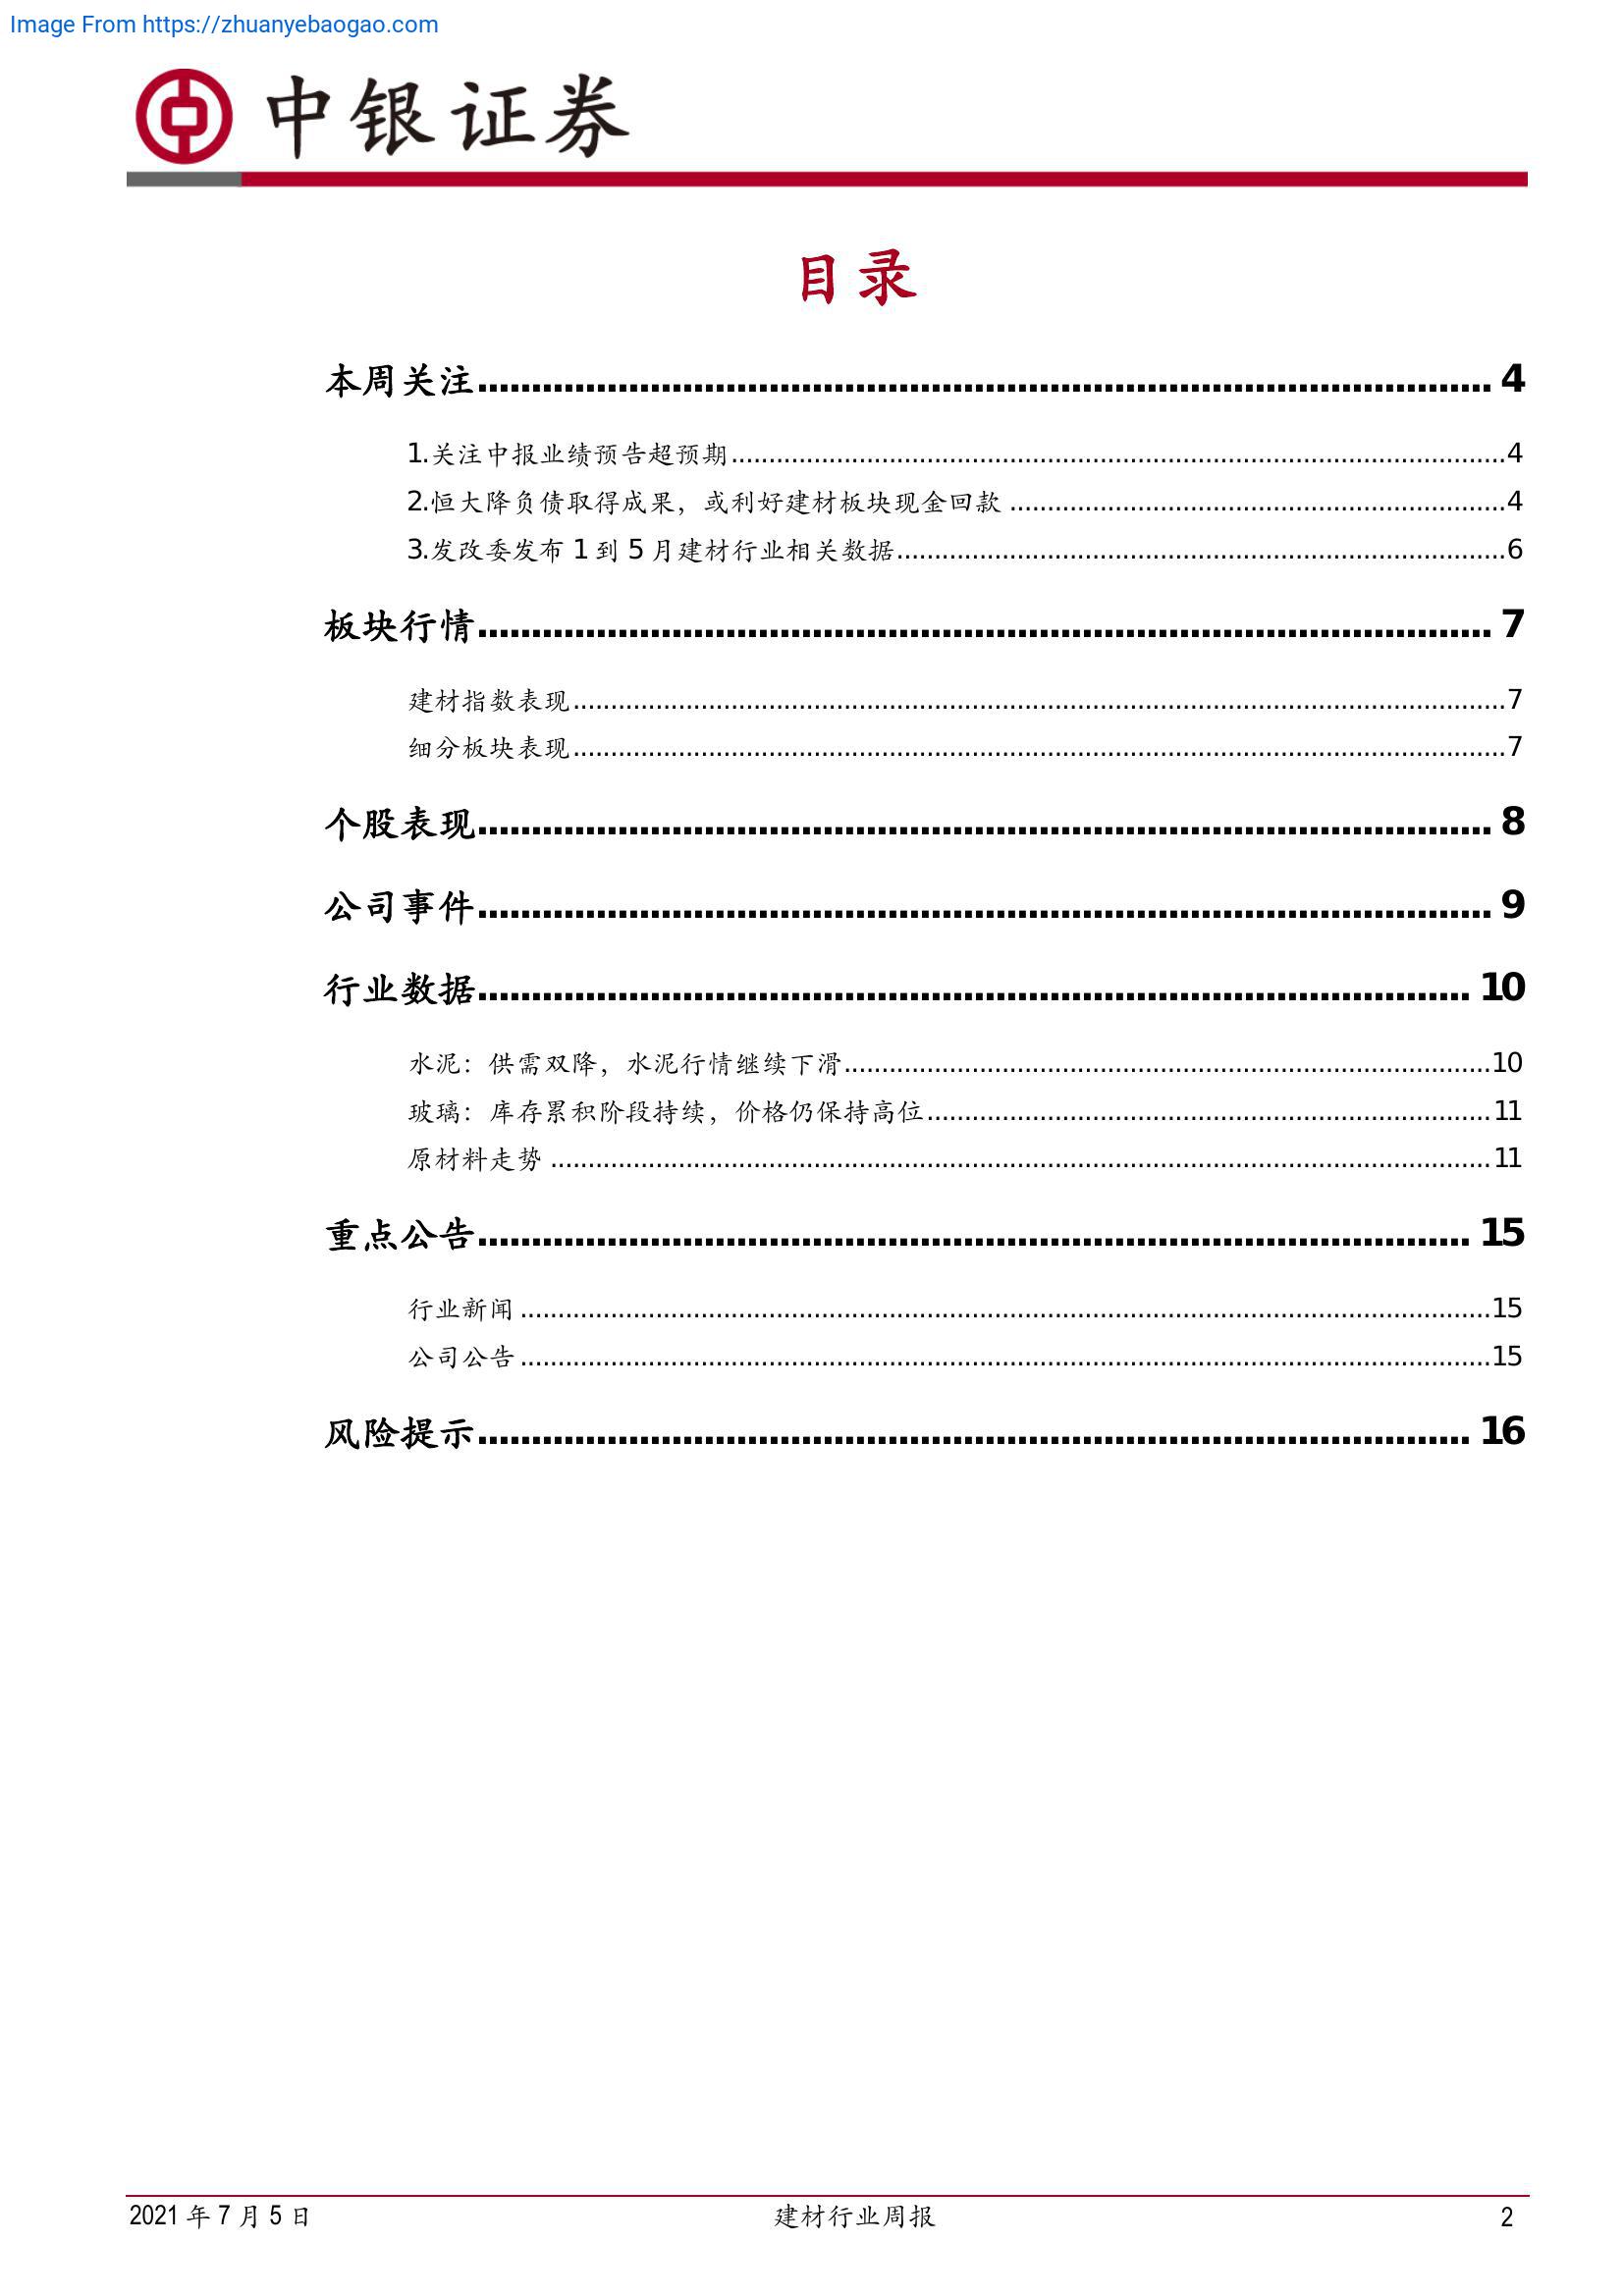 Image From https://zhuanyebaogao.com
中银证券
目录
本周关注........................................................ 4
1.关注中报业绩预告超预期........................................................4
2.恒大降负债取得成果，或利好建材板块现金回款........................................................4
3.发改委发布 1 到 5 月建材行业相关数据........................................................6
板块行情........................................................ 7
建材指数表现........................................................7
细分板块表现........................................................7
个股表现........................................................ 8
公司事件........................................................ 9
行业数据........................................................ 10
水泥：供需双降，水泥行情继续下滑........................................................10
玻璃：库存累积阶段持续，价格仍保持高位........................................................11
原材料走势........................................................11
重点公告........................................................ 15
行业新闻........................................................15
公司公告........................................................15
风险提示........................................................ 16
2021 年 7 月 5 日 建材行业周报 2